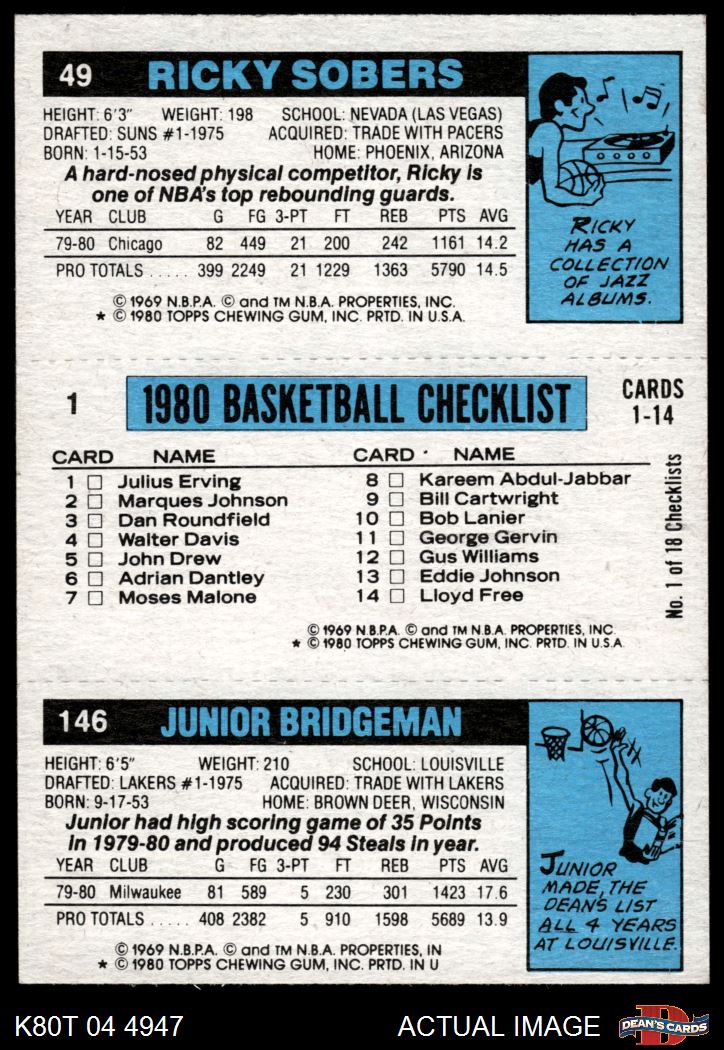 49 RICKY SOBERS
HEIGHT: 6'3" WEIGHT: 198 SCHOOL: NEVADA (LAS VEGAS)
DRAFTED: SUNS #1-1975 ACQUIRED: TRADE WITH PACERS
BORN: 1-15-53 HOME: PHOENIX, ARIZONA
A hard-nosed physical competitor, Ricky is
one of NBA's top rebounding guards.
YEAR CLUB G FG 3-PT FT REB PTS AVG
79-80 Chicago 82 449 21 200 242 1161 14.2
PRO TOTALS ..... 399 2249 21 1229 1363 5790 14.5
© 1969 N.B.P.A. © and TM N.B.A. PROPERTIES, INC.
★ © 1980 TOPPS CHEWING GUM, INC. PRTD. IN U.S.A.
RICKY
HAS A
COLLECTION
OF JAZZ
ALBUMS.
1
1980 BASKETBALL CHECKLIST
CARDS
1-14
CARD NAME
1 □ Julius Erving
2 □ Marques Johnson
3 □ Dan Roundfield
4 □ Walter Davis
5 □ John Drew
6 □ Adrian Dantley
7 □ Moses Malone
CARD NAME
8 □ Kareem Abdul-Jabbar
9 □ Bill Cartwright
10 □ Bob Lanier
11 □ George Gervin
12 □ Gus Williams
13 □ Eddie Johnson
14 □ Lloyd Free
No. 1 of 18 Checklists
© 1969 N.B.P.A. © and TM N.B.A. PROPERTIES, INC.
★ © 1980 TOPPS CHEWING GUM, INC. PRTD. IN U.S.A.
146 JUNIOR BRIDGEMAN
HEIGHT: 6'5" WEIGHT: 210 SCHOOL: LOUISVILLE
DRAFTED: LAKERS #1-1975 ACQUIRED: TRADE WITH LAKERS
BORN: 9-17-53 HOME: BROWN DEER, WISCONSIN
Junior had high scoring game of 35 Points
in 1979-80 and produced 94 Steals in year.
YEAR CLUB G FG 3-PT FT REB PTS AVG
79-80 Milwaukee 81 589 5 230 301 1423 17.6
PRO TOTALS ..... 408 2382 5 910 1598 5689 13.9
© 1969 N.B.P.A. © and TM N.B.A. PROPERTIES, IN
★ © 1980 TOPPS CHEWING GUM, INC. PRTD. IN U
JUNIOR
MADE THE
DEAN'S LIST
ALL 4 YEARS
AT LOUISVILLE.
K80T 04 4947 ACTUAL IMAGE
D
DEAN'S CARDS